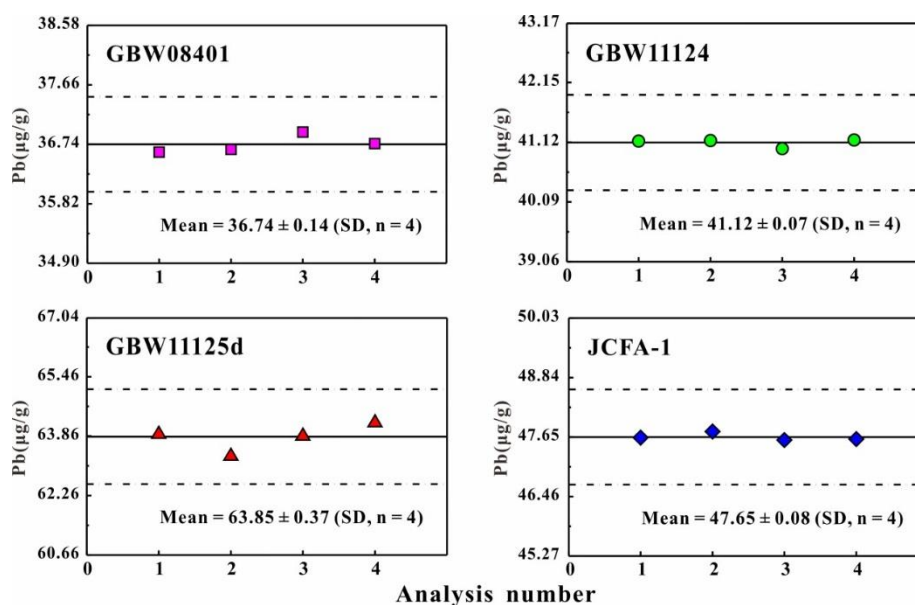 38.58
GBW08401
37.66
36.74
35.82
34.90
Pb(µg/g)
Mean = 36.74 ± 0.14 (SD, n = 4)
0 1 2 3 4
43.17
GBW11124
42.15
41.12
40.09
39.06
Pb(µg/g)
Mean = 41.12 ± 0.07 (SD, n = 4)
0 1 2 3 4
67.04
GBW11125d
65.46
63.86
62.26
60.66
Pb(µg/g)
Mean = 63.85 ± 0.37 (SD, n = 4)
0 1 2 3 4
50.03
JCFA-1
48.84
47.65
46.46
45.27
Pb(µg/g)
Mean = 47.65 ± 0.08 (SD, n = 4)
0 1 2 3 4
Analysis number